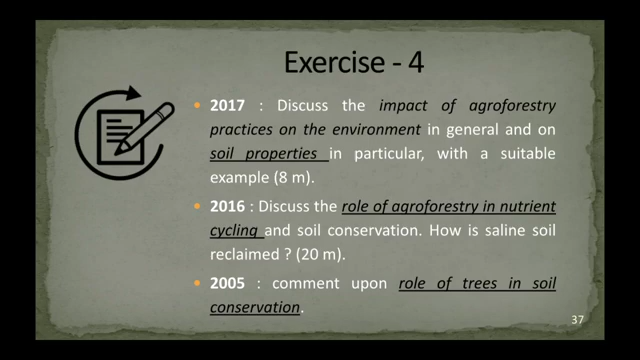 Exercise - 4
• 2017 : Discuss the impact of agroforestry
practices on the environment in general and on
soil properties in particular, with a suitable
example (8 m).
• 2016 : Discuss the role of agroforestry in nutrient
cycling and soil conservation. How is saline soil
reclaimed ? (20 m).
• 2005 : comment upon role of trees in soil
conservation.
37